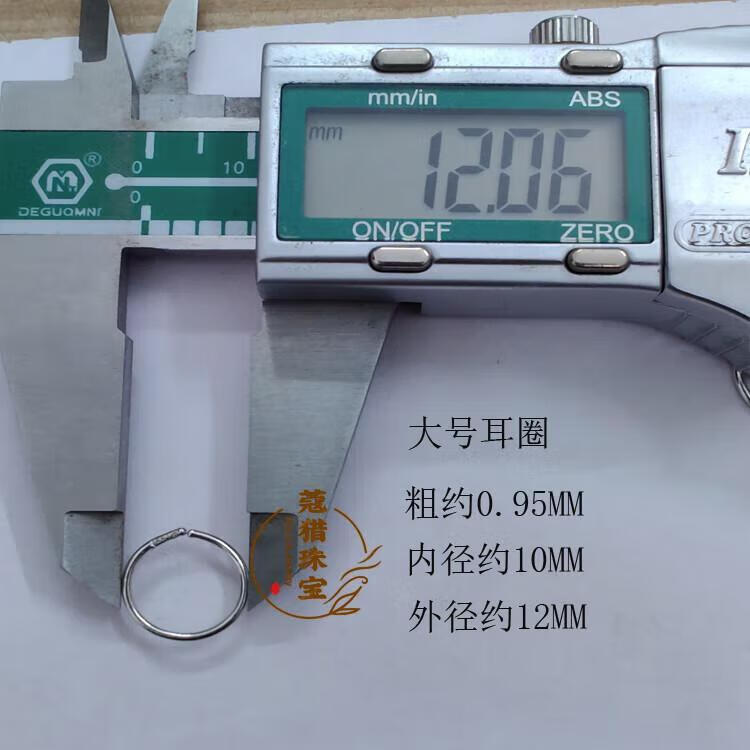 mm/in ABS
mm 12.06
ON/OFF ZERO
0 10
0
®
DEGUQMNT
PRO
大号耳圈
粗约0.95MM
内径约10MM
外径约12MM
蔻猎珠宝